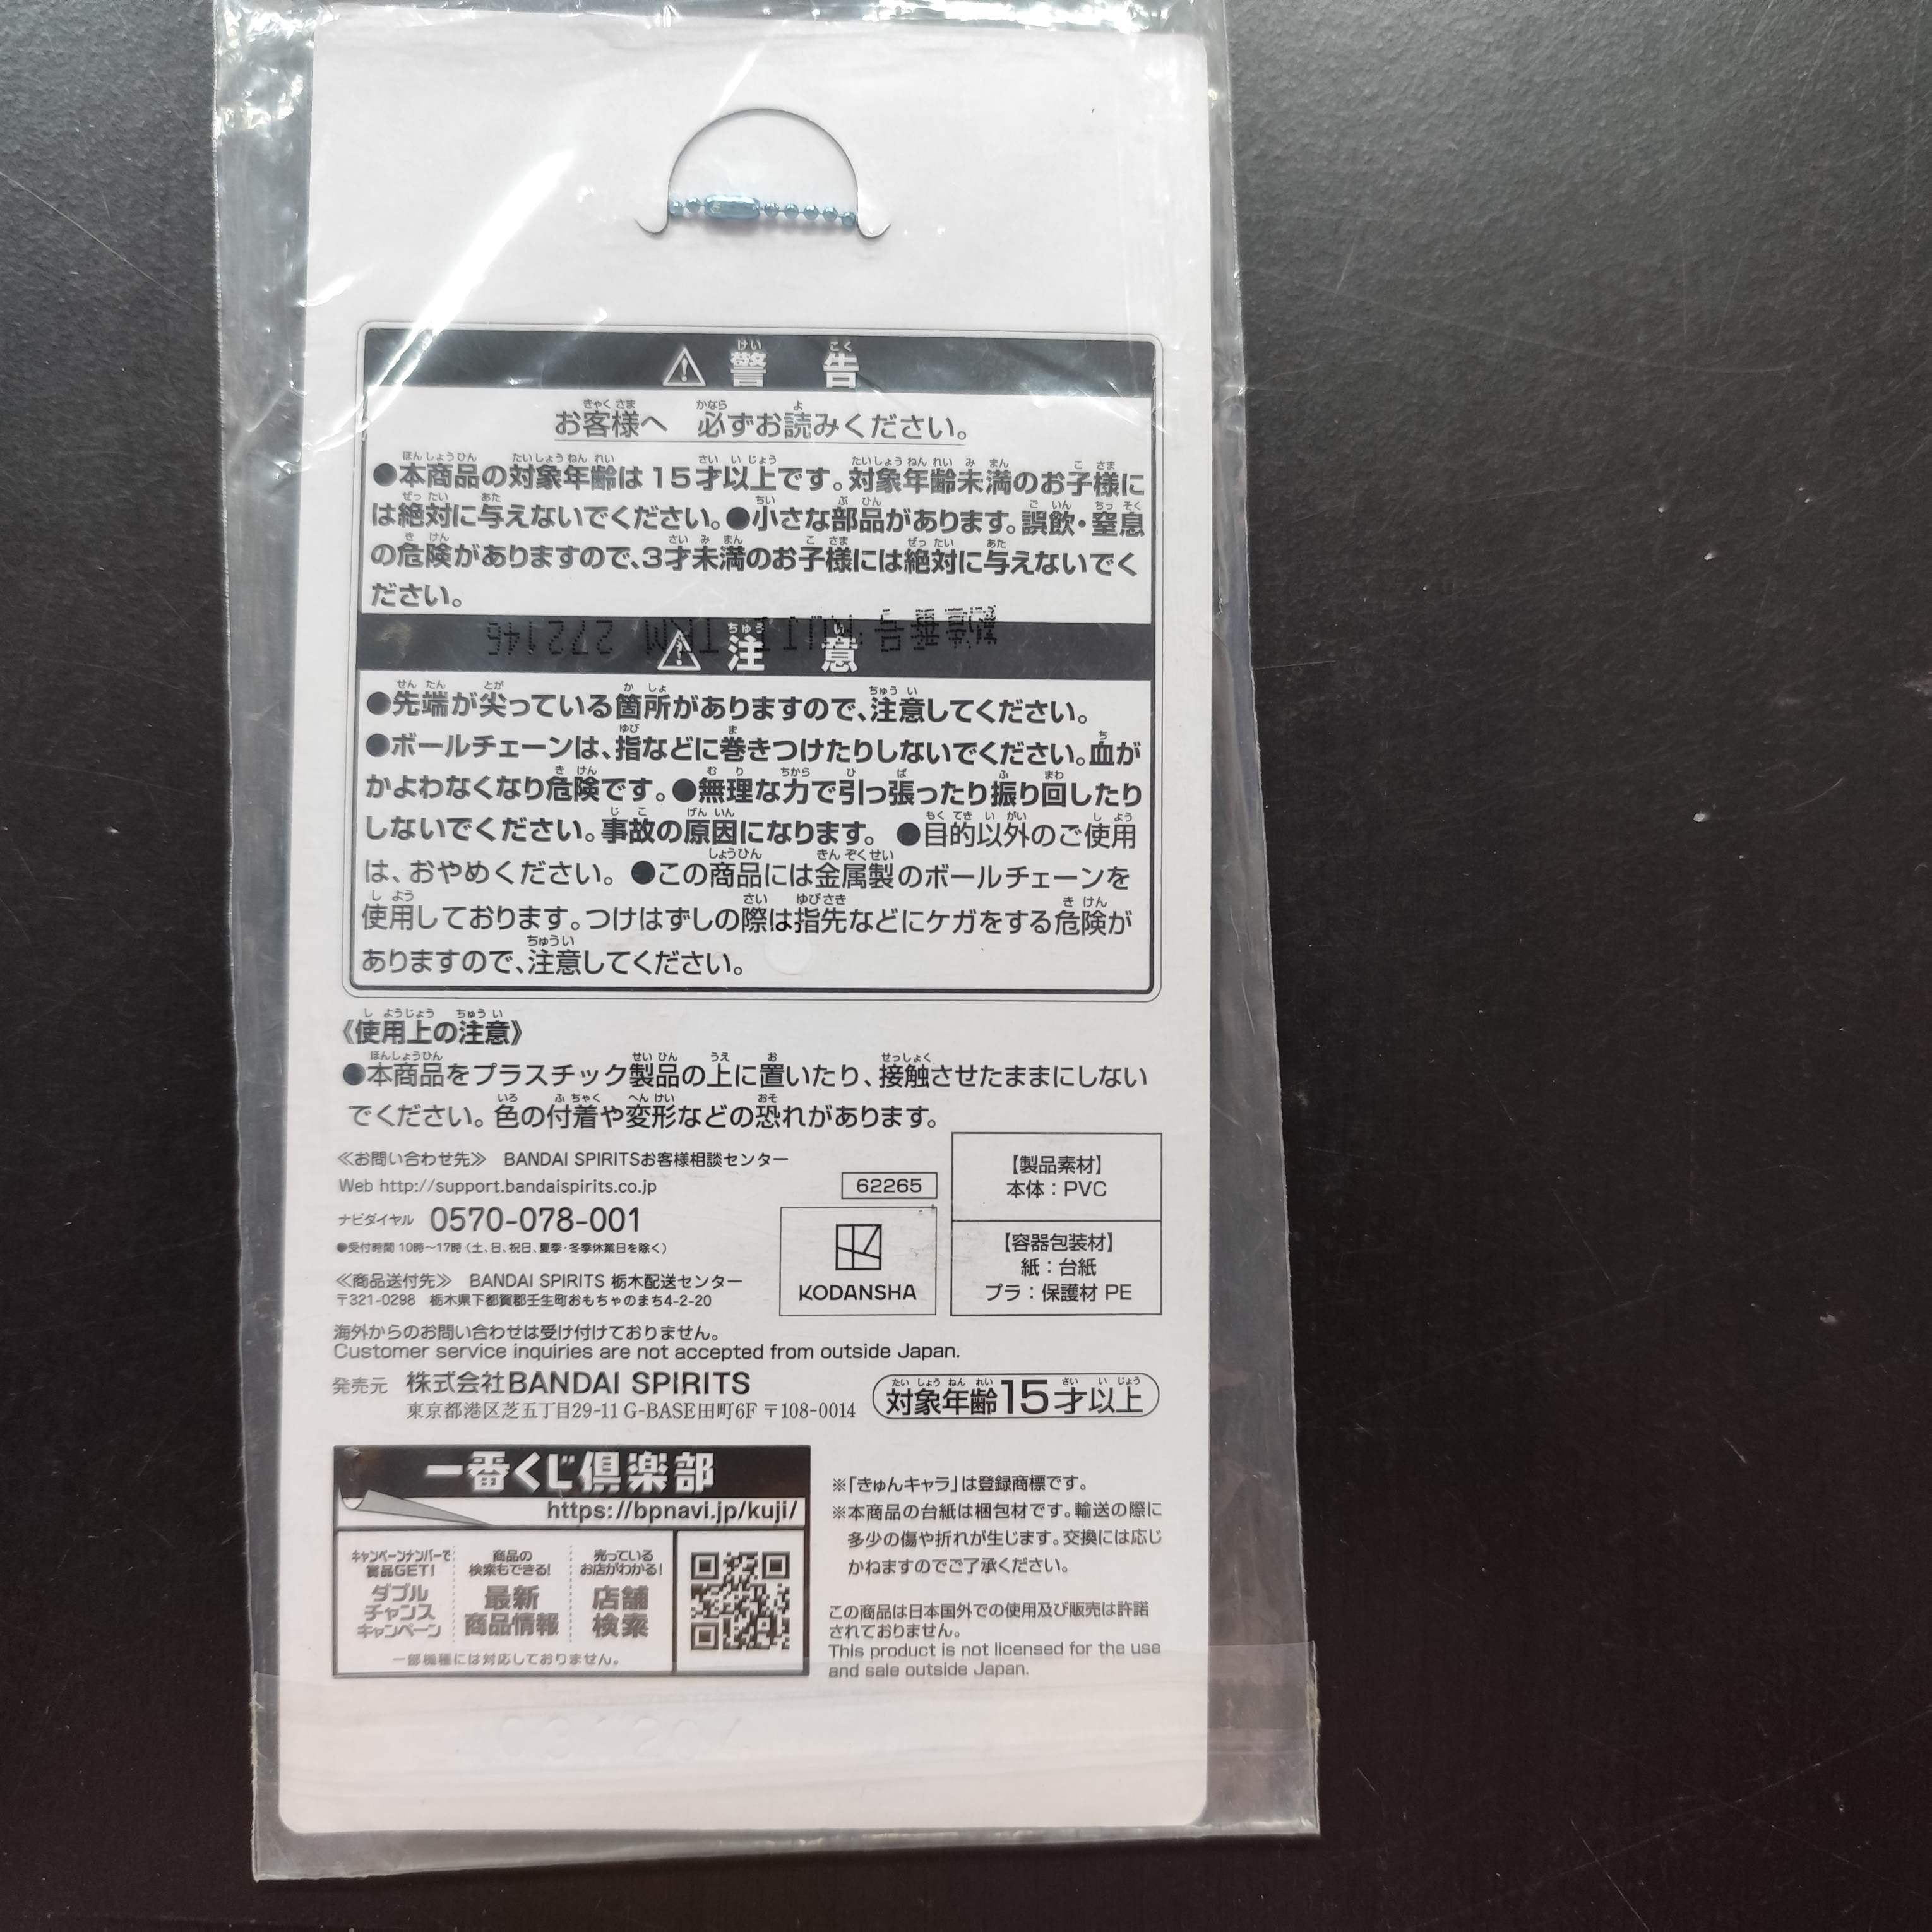 警告
お客様へ 必ずお読みください。
●本商品の対象年齢は15才以上です。対象年齢未満のお子様に
は絶対に与えないでください。●小さな部品があります。誤飲・窒息
の危険がありますので、3才未満のお子様には絶対に与えないでく
ださい。
注意
●先端が尖っている箇所がありますので、注意してください。
●ボールチェーンは、指などに巻きつけたりしないでください。血が
かよわなくなり危険です。●無理な力で引っ張ったり振り回したり
しないでください。事故の原因になります。●目的以外のご使用
は、おやめください。●この商品には金属製のボールチェーンを
使用しております。つけはずしの際は指先などにケガをする危険が
ありますので、注意してください。
《使用上の注意》
●本商品をプラスチック製品の上に置いたり、接触させたままにしない
でください。色の付着や変形などの恐れがあります。
≪お問い合わせ先≫ BANDAI SPIRITSお客様相談センター
Web http://support.bandaispirits.co.jp
ナビダイヤル 0570-078-001
●受付時間 10時〜17時(土、日、祝日、夏季・冬季休業日を除く)
≪商品送付先≫ BANDAI SPIRITS 栃木配送センター
〒321-0298 栃木県下都賀郡壬生町おもちゃのまち4-2-20
62265
KODANSHA
【製品素材】
本体:PVC
【容器包装材】
紙:台紙
プラ:保護材 PE
海外からのお問い合わせは受け付けておりません。
Customer service inquiries are not accepted from outside Japan.
発売元 株式会社BANDAI SPIRITS
東京都港区芝五丁目29-11 G-BASE田町6F 〒108-0014
対象年齢15才以上
一番くじ倶楽部
https://bpnavi.jp/kuji/
キャンペーンナンバーで
賞品GET!
ダブル
チャンス
キャンペーン
商品の
検索もできる!
最新
商品情報
売っている
お店がわかる!
店舗
検索
一部機種には対応しておりません。
※「きゅんキャラ」は登録商標です。
※本商品の台紙は梱包材です。輸送の際に
多少の傷や折れが生じます。交換には応じ
かねますのでご了承ください。
この商品は日本国外での使用及び販売は許諾
されておりません。
This product is not licensed for the use
and sale outside Japan.